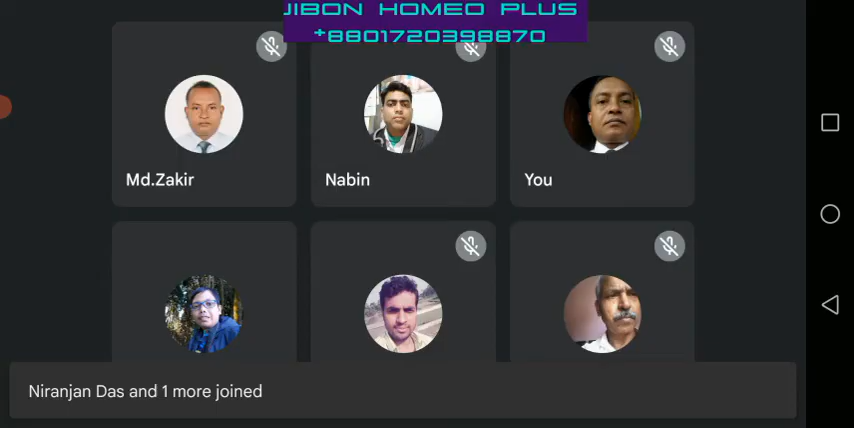 JIBON HOMEO PLUS
+8801720398870
Md.Zakir
Nabin
You
Niranjan Das and 1 more joined